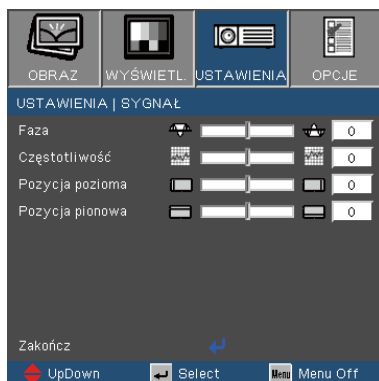 OBRAZ WYŚWIETL. USTAWIENIA OPCJE
USTAWIENIA | SYGNAŁ
Faza 0
Częstotliwość 0
Pozycja pozioma 0
Pozycja pionowa 0
Zakończ
UpDown Select Menu Menu Off